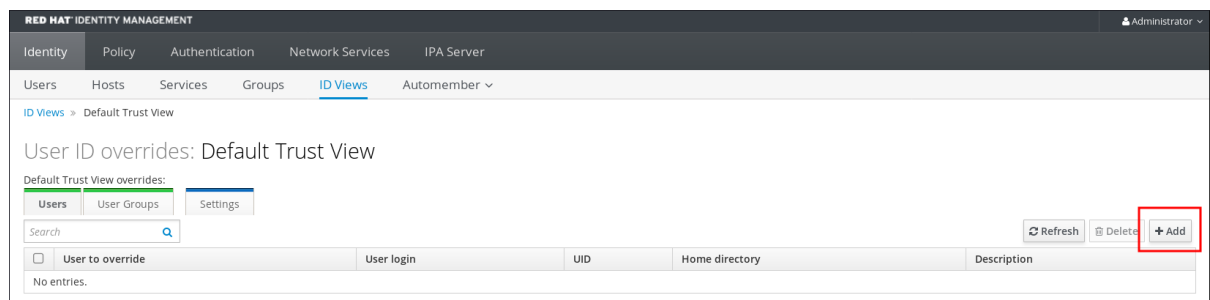 RED HAT® IDENTITY MANAGEMENT Administrator
Identity Policy Authentication Network Services IPA Server
Users Hosts Services Groups ID Views Automember
ID Views » Default Trust View
User ID overrides: Default Trust View
Default Trust View overrides:
Users User Groups Settings
Search Refresh Delete + Add
User to override User login UID Home directory Description
No entries.